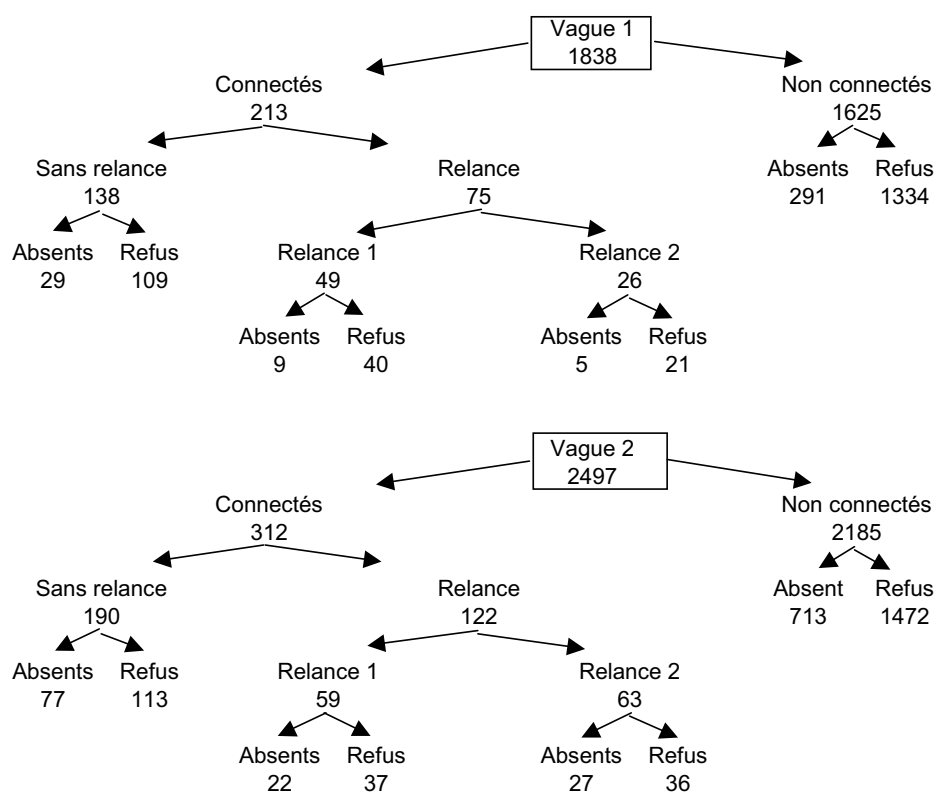 Vague 1
1838
Connectés
213
Non connectés
1625
Sans relance
138
Relance
75
Absents
291
Refus
1334
Absents
29
Refus
109
Relance 1
49
Relance 2
26
Absents
9
Refus
40
Absents
5
Refus
21
Vague 2
2497
Connectés
312
Non connectés
2185
Sans relance
190
Relance
122
Absent
713
Refus
1472
Absents
77
Refus
113
Relance 1
59
Relance 2
63
Absents
22
Refus
37
Absents
27
Refus
36